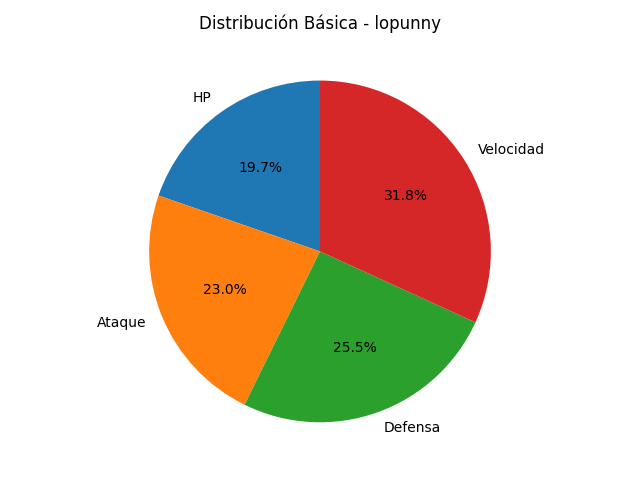 Distribución Básica - lopunny
HP
19.7%
Velocidad
31.8%
Ataque
23.0%
25.5%
Defensa